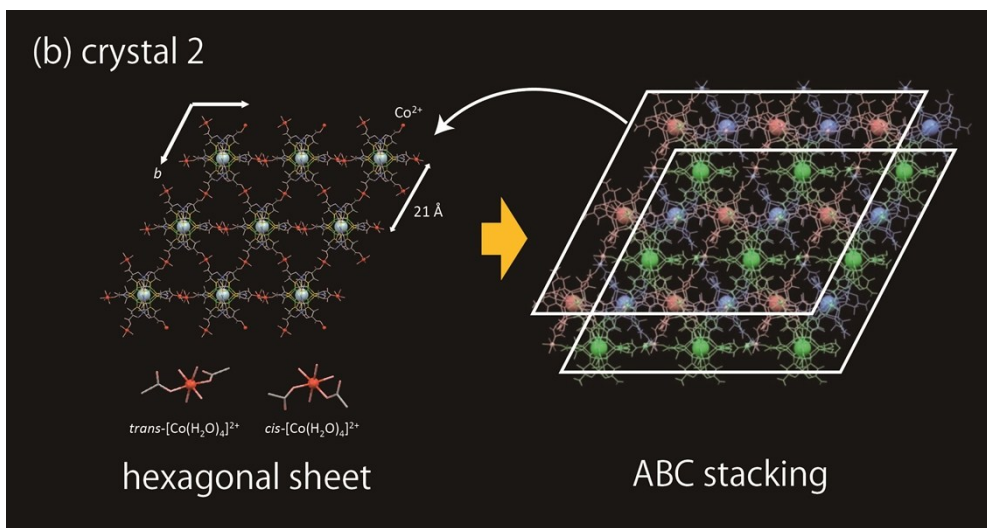 (b) crystal 2
Co²⁺
b
21 Å
trans-[Co(H₂O)₄]²⁺
cis-[Co(H₂O)₄]²⁺
hexagonal sheet
ABC stacking